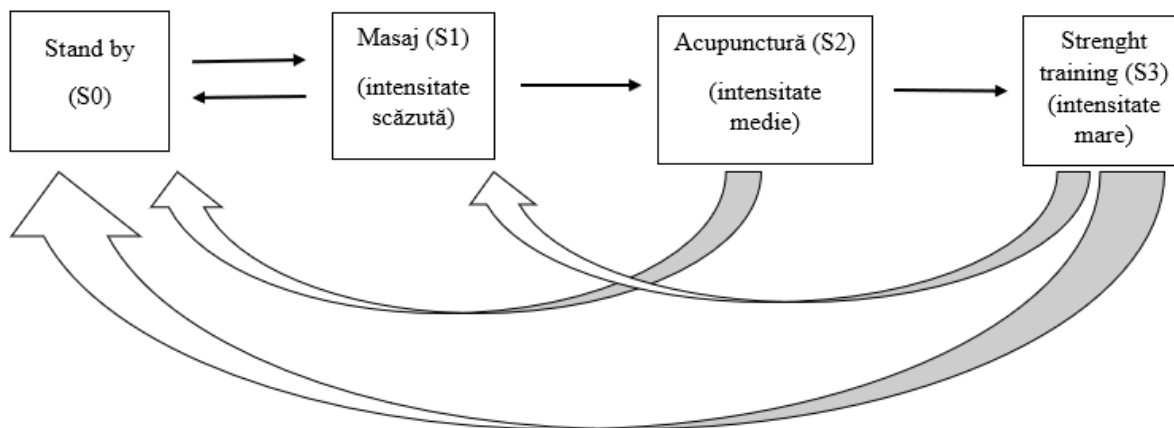 Stand by
(S0)
Masaj (S1)
(intensitate
scăzută)
Acupunctură (S2)
(intensitate
medie)
Strenght
training (S3)
(intensitate
mare)